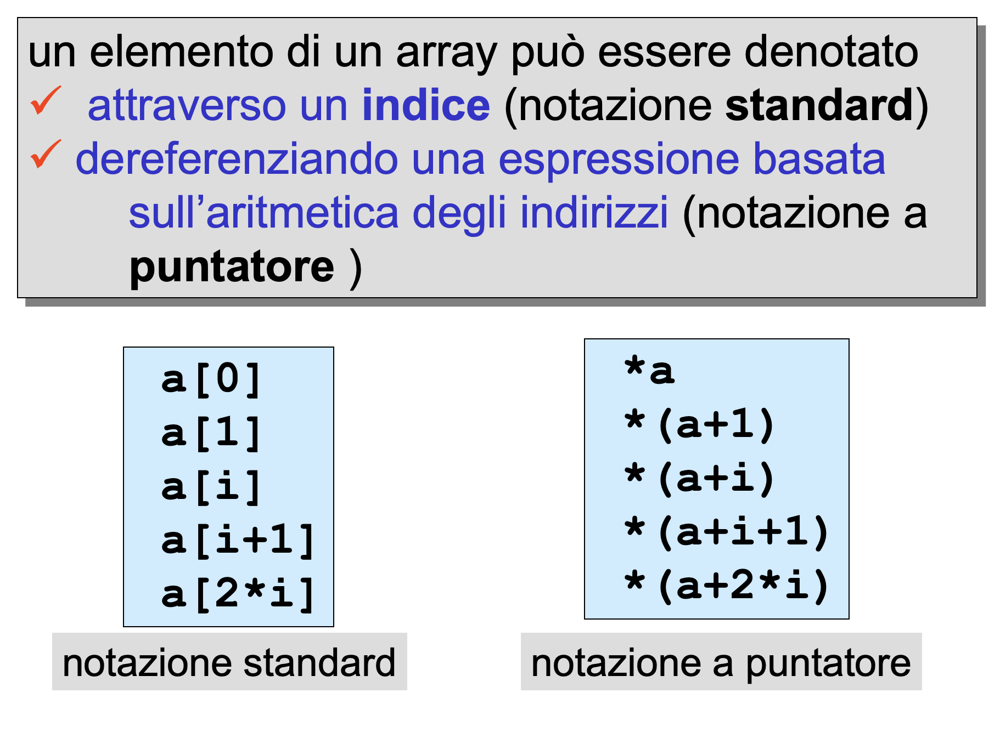 un elemento di un array può essere denotato
✓ attraverso un indice (notazione standard)
✓ dereferenziando una espressione basata
sull’aritmetica degli indirizzi (notazione a
puntatore )
a[0]
a[1]
a[i]
a[i+1]
a[2*i]
notazione standard
*a
*(a+1)
*(a+i)
*(a+i+1)
*(a+2*i)
notazione a puntatore